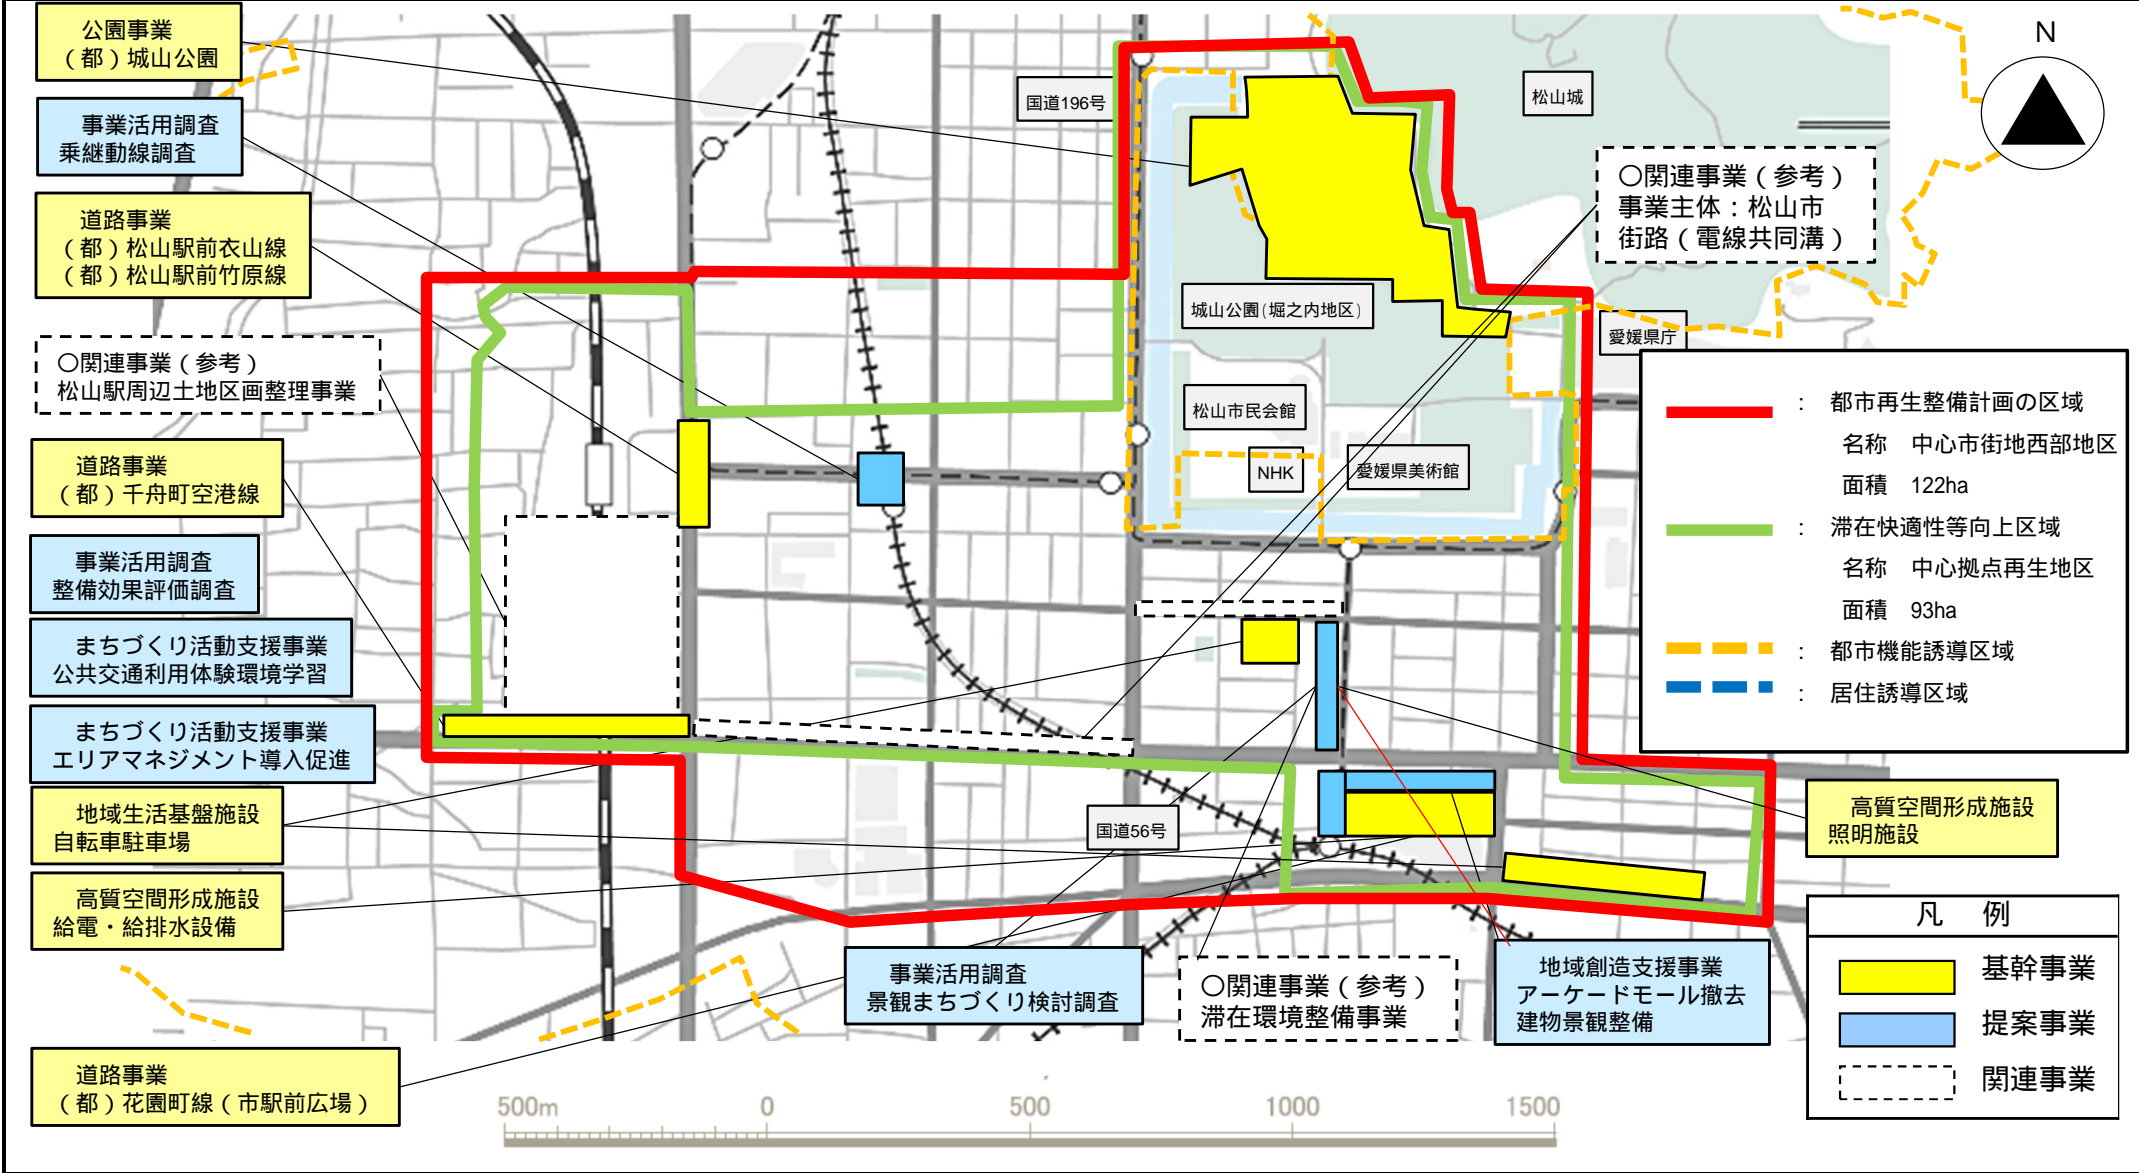 公園事業
（都）城山公園
事業活用調査
乗継動線調査
道路事業
（都）松山駅前衣山線
（都）松山駅前竹原線
○関連事業（参考）
松山駅周辺土地区画整理事業
道路事業
（都）千舟町空港線
事業活用調査
整備効果評価調査
まちづくり活動支援事業
公共交通利用体験環境学習
まちづくり活動支援事業
エリアマネジメント導入促進
地域生活基盤施設
自転車駐車場
高質空間形成施設
給電・給排水設備
道路事業
（都）花園町線（市駅前広場）
国道196号
松山城
N
○関連事業（参考）
事業主体：松山市
街路（電線共同溝）
城山公園(堀之内地区)
愛媛県庁
松山市民会館
NHK
愛媛県美術館
： 都市再生整備計画の区域
名称 中心市街地西部地区
面積 122ha
： 滞在快適性等向上区域
名称 中心拠点再生地区
面積 93ha
： 都市機能誘導区域
： 居住誘導区域
国道56号
高質空間形成施設
照明施設
事業活用調査
景観まちづくり検討調査
○関連事業（参考）
滞在環境整備事業
地域創造支援事業
アーケードモール撤去
建物景観整備
凡 例
基幹事業
提案事業
関連事業
500m 0 500 1000 1500